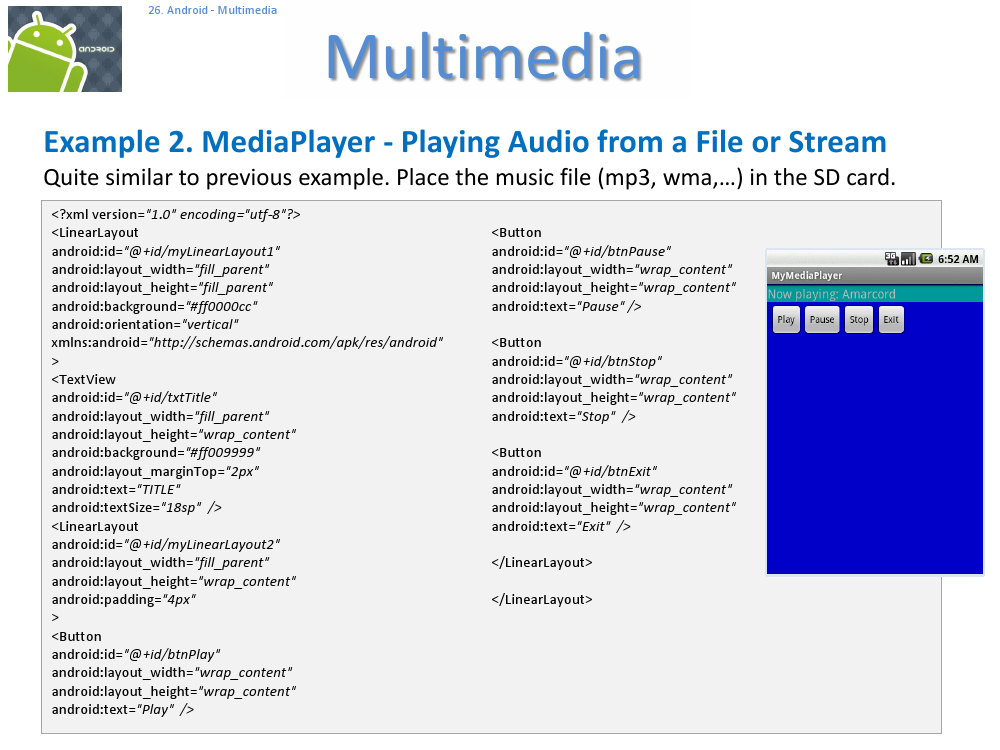 26. Android - Multimedia
ANDROID
Multimedia
Example 2. MediaPlayer - Playing Audio from a File or Stream
Quite similar to previous example. Place the music file (mp3, wma,…) in the SD card.
<?xml version="1.0" encoding="utf-8"?>
<LinearLayout
android:id="@+id/myLinearLayout1"
android:layout_width="fill_parent"
android:layout_height="fill_parent"
android:background="#ff0000cc"
android:orientation="vertical"
xmlns:android="http://schemas.android.com/apk/res/android"
>
<TextView
android:id="@+id/txtTitle"
android:layout_width="fill_parent"
android:layout_height="wrap_content"
android:background="#ff009999"
android:layout_marginTop="2px"
android:text="TITLE"
android:textSize="18sp" />
<LinearLayout
android:id="@+id/myLinearLayout2"
android:layout_width="fill_parent"
android:layout_height="wrap_content"
android:padding="4px"
>
<Button
android:id="@+id/btnPlay"
android:layout_width="wrap_content"
android:layout_height="wrap_content"
android:text="Play" />
<Button
android:id="@+id/btnPause"
android:layout_width="wrap_content"
android:layout_height="wrap_content"
android:text="Pause" />
<Button
android:id="@+id/btnStop"
android:layout_width="wrap_content"
android:layout_height="wrap_content"
android:text="Stop" />
<Button
android:id="@+id/btnExit"
android:layout_width="wrap_content"
android:layout_height="wrap_content"
android:text="Exit" />
</LinearLayout>
</LinearLayout>
3G 6:52 AM
MyMediaPlayer
Now playing: Amarcord
Play Pause Stop Exit